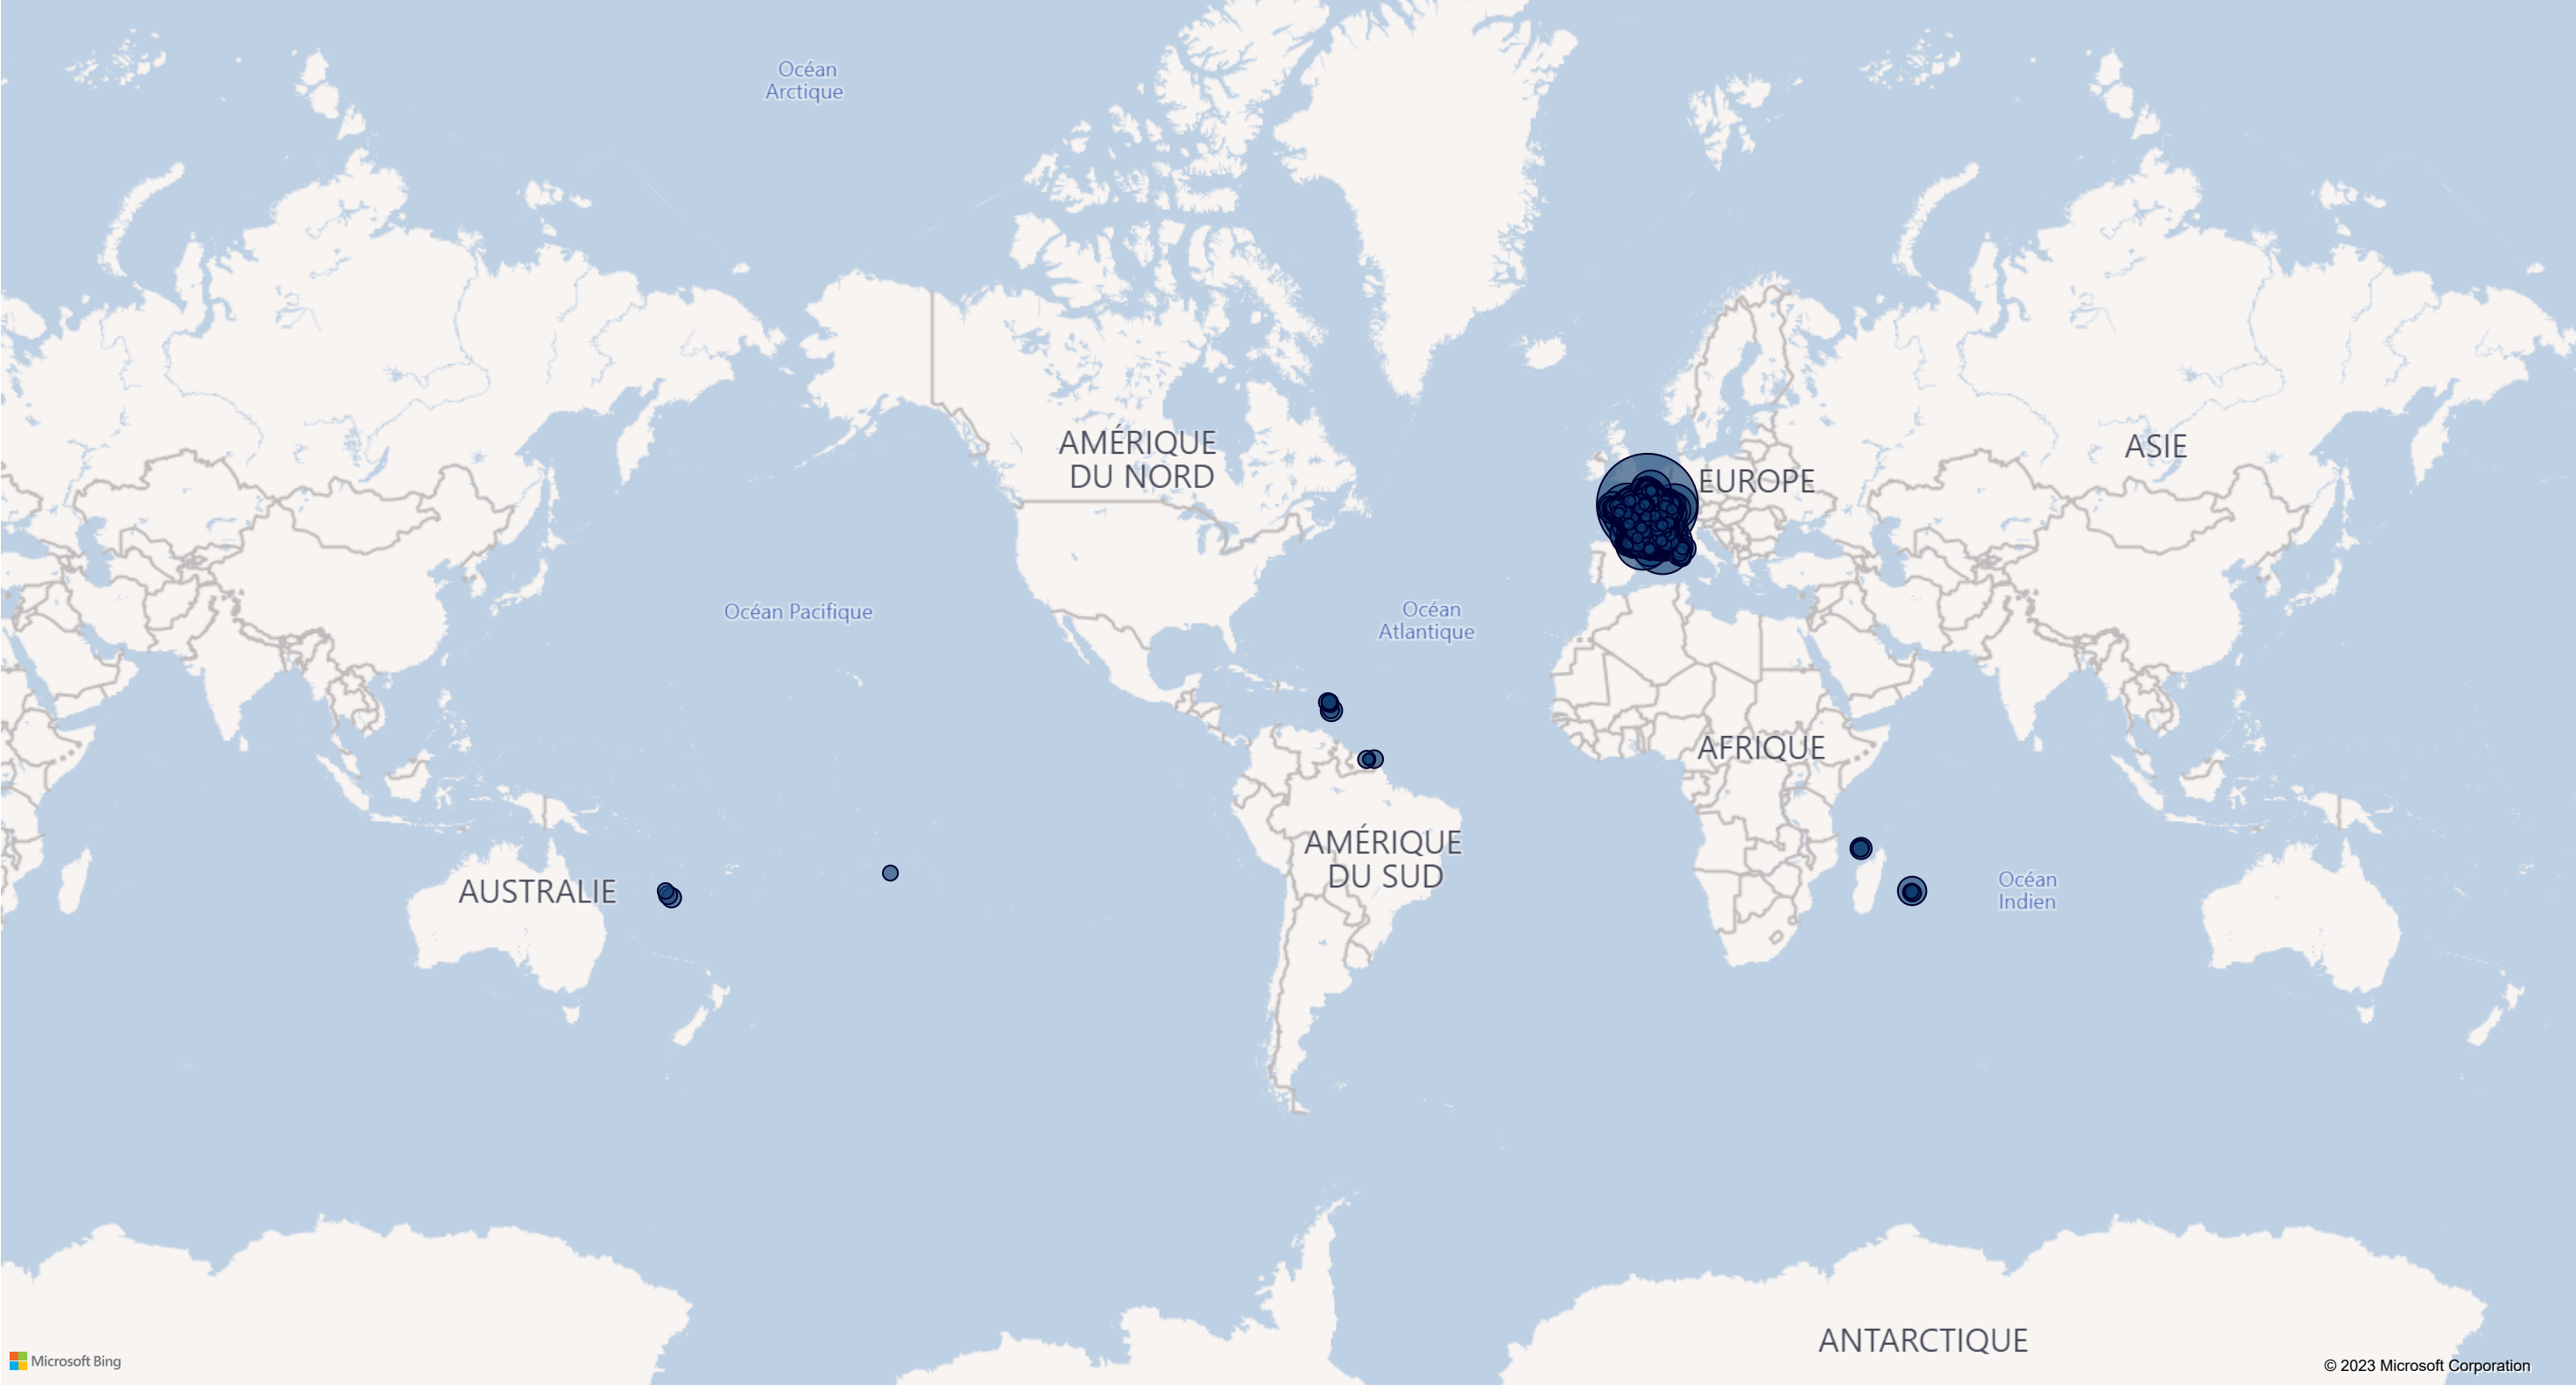 Océan
Arctique
AMÉRIQUE
DU NORD
ASIE
EUROPE
Océan Pacifique
Océan
Atlantique
AFRIQUE
AMÉRIQUE
DU SUD
AUSTRALIE
Océan
Indien
ANTARCTIQUE
Microsoft Bing
© 2023 Microsoft Corporation